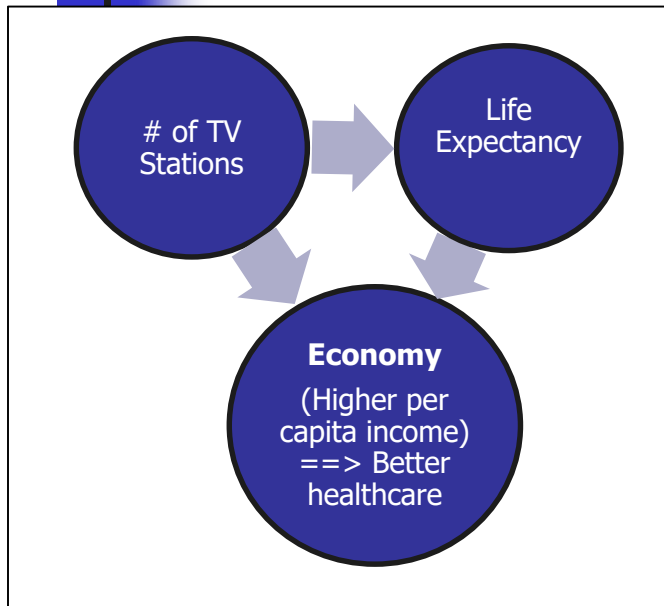 # of TV
Stations
Life
Expectancy
Economy
(Higher per
capita income)
==> Better
healthcare